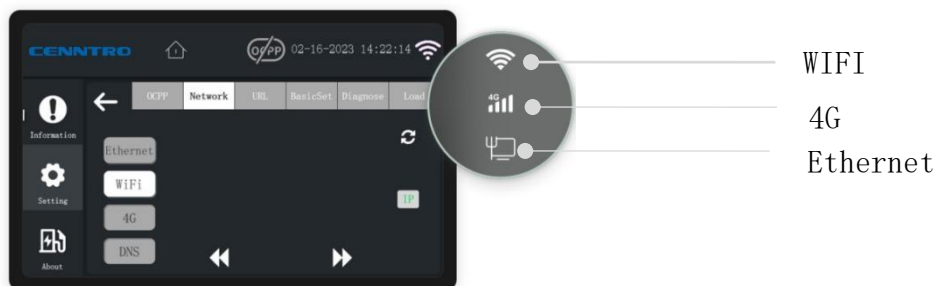 CENNTRO
OCPP
02-16-2023 14:22:14
OCPP Network URL BasicSet Diagnose Load
Information
Setting
About
Ethernet
WiFi
4G
DNS
IP
4G
WIFI
4G
Ethernet